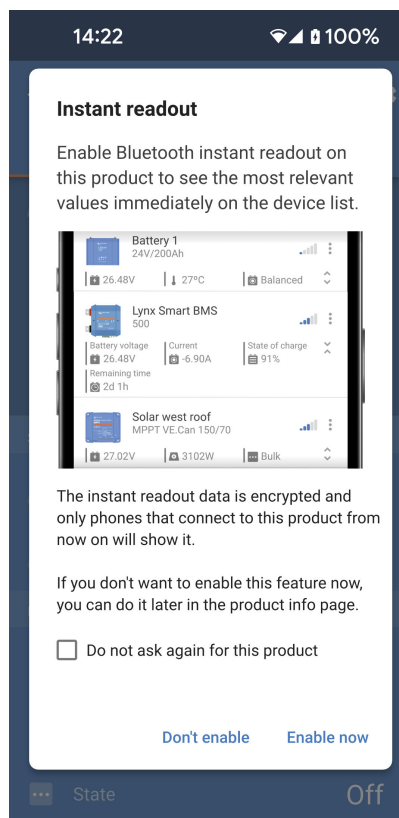 14:22
100%
Instant readout
Enable Bluetooth instant readout on
this product to see the most relevant
values immediately on the device list.
Battery 1
24V/200Ah
26.48V
27ºC
Balanced
Lynx Smart BMS
500
Battery voltage
26.48V
Current
-6.90A
State of charge
91%
Remaining time
2d 1h
Solar west roof
MPPT VE.Can 150/70
27.02V
3102W
Bulk
The instant readout data is encrypted and
only phones that connect to this product from
now on will show it.
If you don't want to enable this feature now,
you can do it later in the product info page.
Do not ask again for this product
Don't enable
Enable now
State
Off